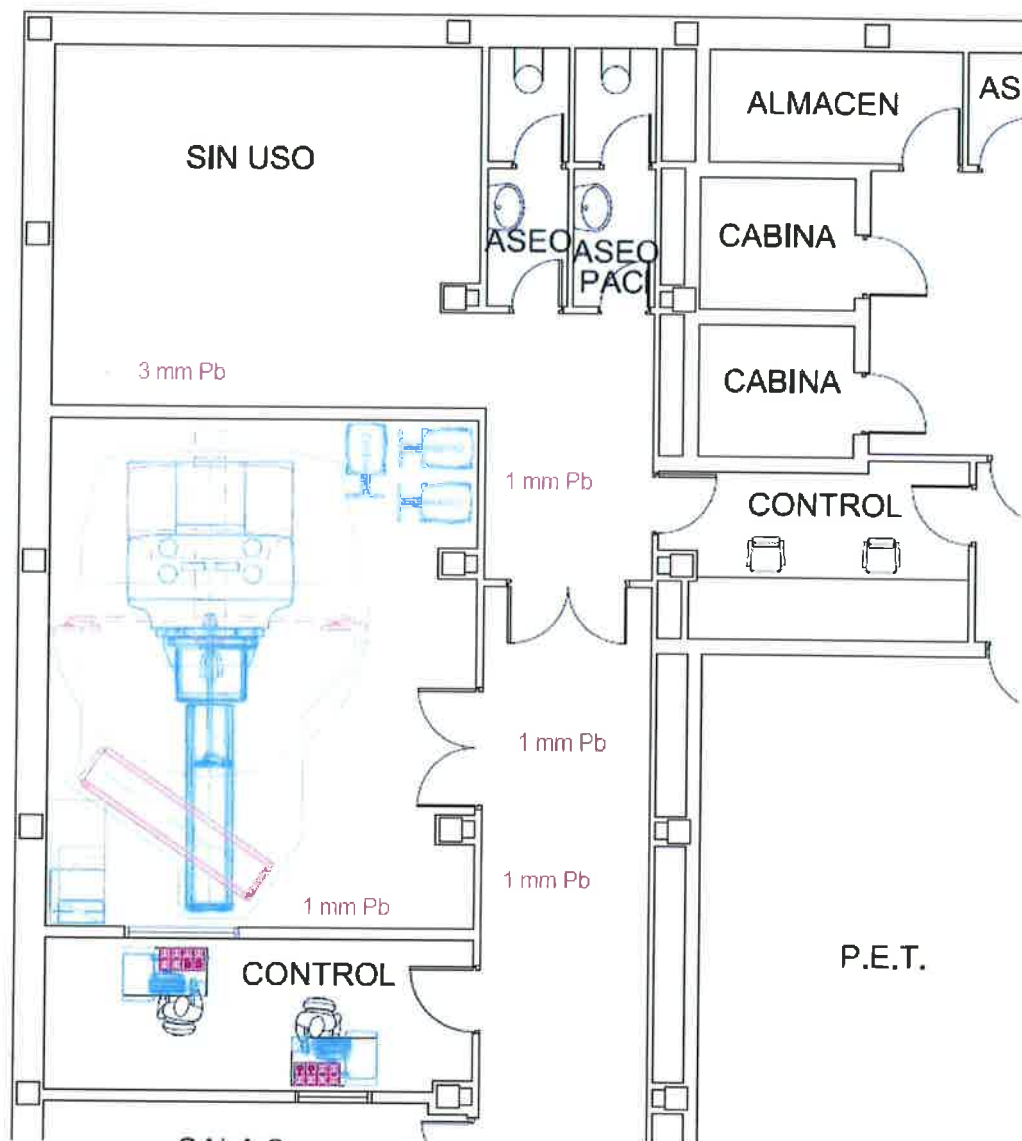 ALMACEN
AS
SIN USO
ASEO
ASEO
PACI
CABINA
3 mm Pb
CABINA
1 mm Pb
CONTROL
1 mm Pb
1 mm Pb
1 mm Pb
CONTROL
P.E.T.